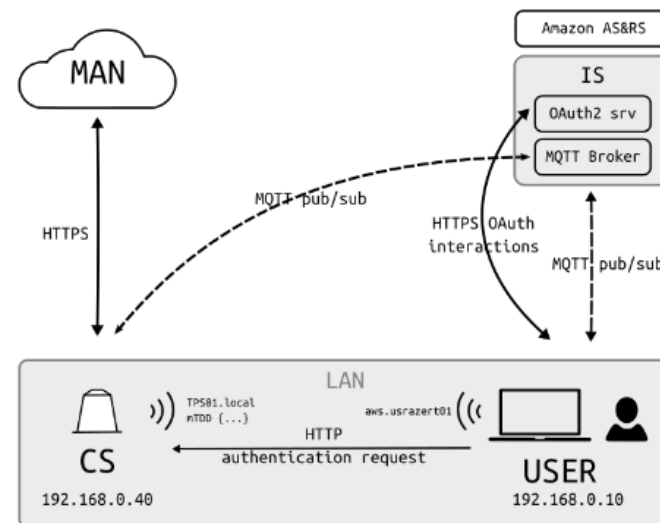 Amazon AS&RS
MAN
IS
OAuth2 srv
MQTT Broker
MQTT pub/sub
HTTPS OAuth
interactions
HTTPS
MQTT pub/sub
LAN
TPS01.local
mTDD {...}
aws.usrazert01
HTTP
authentication request
CS
USER
192.168.0.40
192.168.0.10